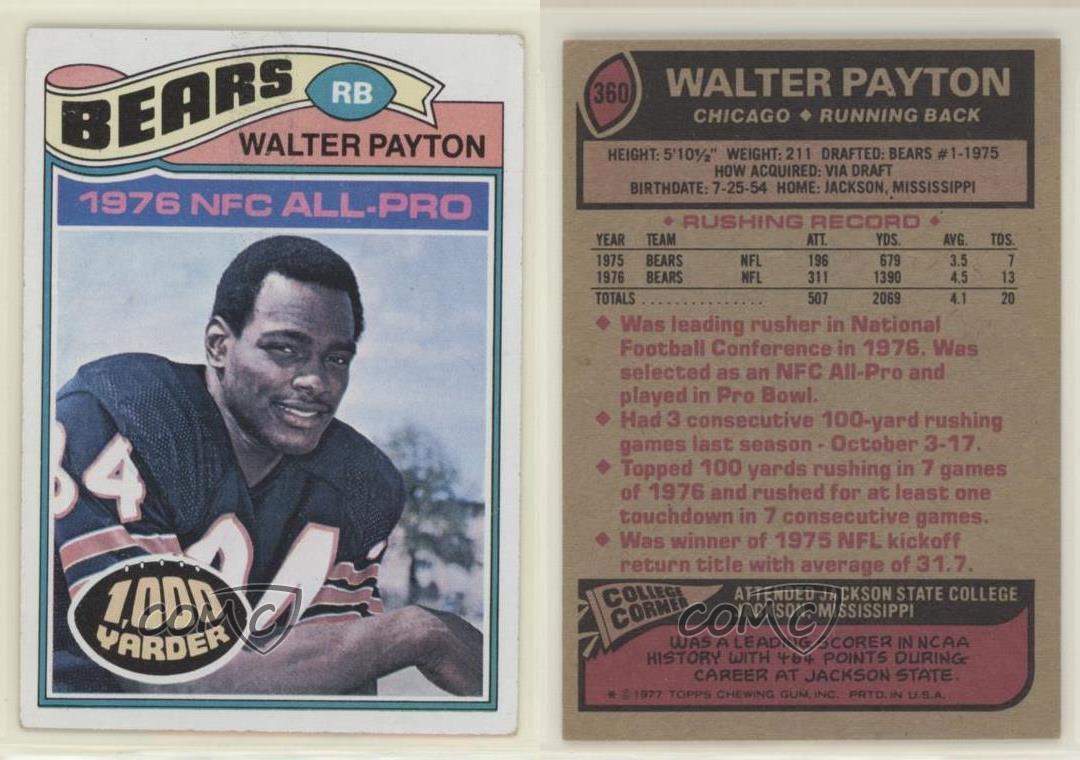 BEARS
RB
WALTER PAYTON
1976 NFC ALL-PRO
84
84
1,000
YARDER
COMC
360
WALTER PAYTON
CHICAGO ◆ RUNNING BACK
HEIGHT: 5'10½" WEIGHT: 211 DRAFTED: BEARS #1-1975
HOW ACQUIRED: VIA DRAFT
BIRTHDATE: 7-25-54 HOME: JACKSON, MISSISSIPPI
◆ RUSHING RECORD ◆
YEAR TEAM ATT. YDS. AVG. TDS.
1975 BEARS NFL 196 679 3.5 7
1976 BEARS NFL 311 1390 4.5 13
TOTALS ............... 507 2069 4.1 20
◆ Was leading rusher in National
Football Conference in 1976. Was
selected as an NFC All-Pro and
played in Pro Bowl.
◆ Had 3 consecutive 100-yard rushing
games last season - October 3-17.
◆ Topped 100 yards rushing in 7 games
of 1976 and rushed for at least one
touchdown in 7 consecutive games.
◆ Was winner of 1975 NFL kickoff
return title with average of 31.7.
COLLEGE
CORNER
ATTENDED JACKSON STATE COLLEGE
JACKSON, MISSISSIPPI
COMC
WAS A LEADING SCORER IN NCAA
HISTORY WITH 464 POINTS DURING
CAREER AT JACKSON STATE.
* © 1977 TOPPS CHEWING GUM, INC. PRTD. IN U.S.A.